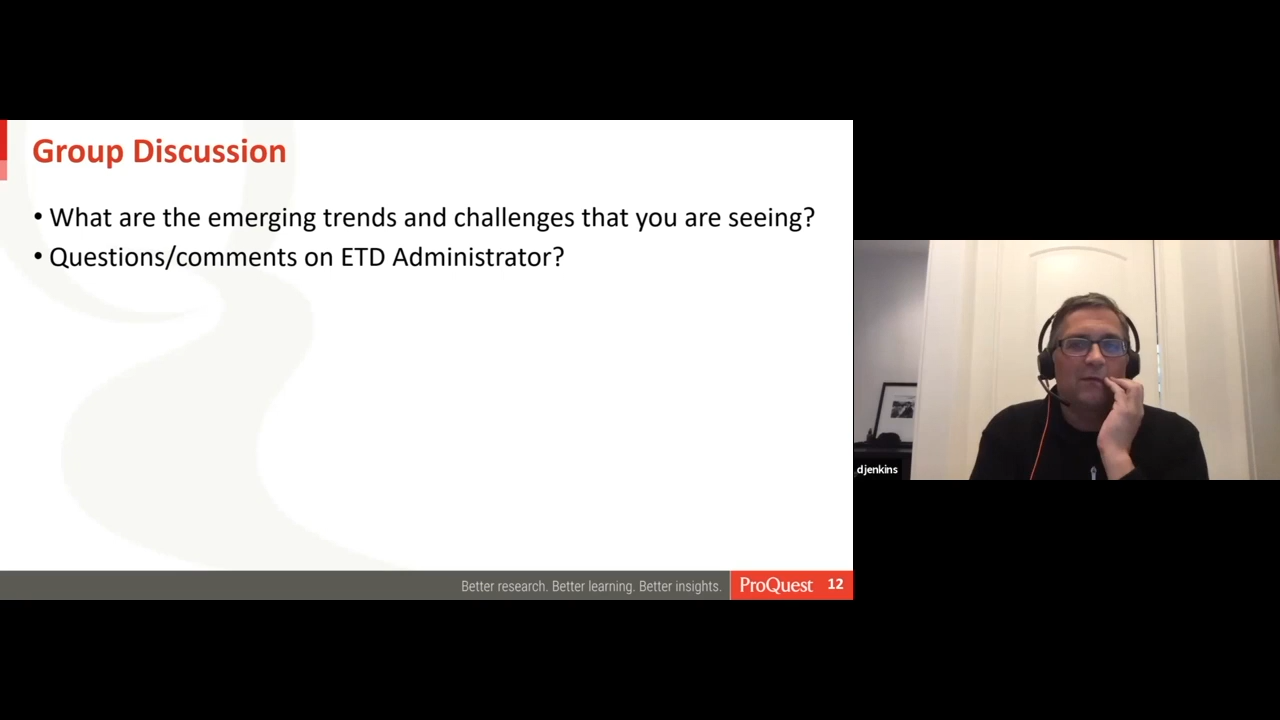 Group Discussion
• What are the emerging trends and challenges that you are seeing?
• Questions/comments on ETD Administrator?
djenkins
Better research. Better learning. Better insights.
ProQuest 12